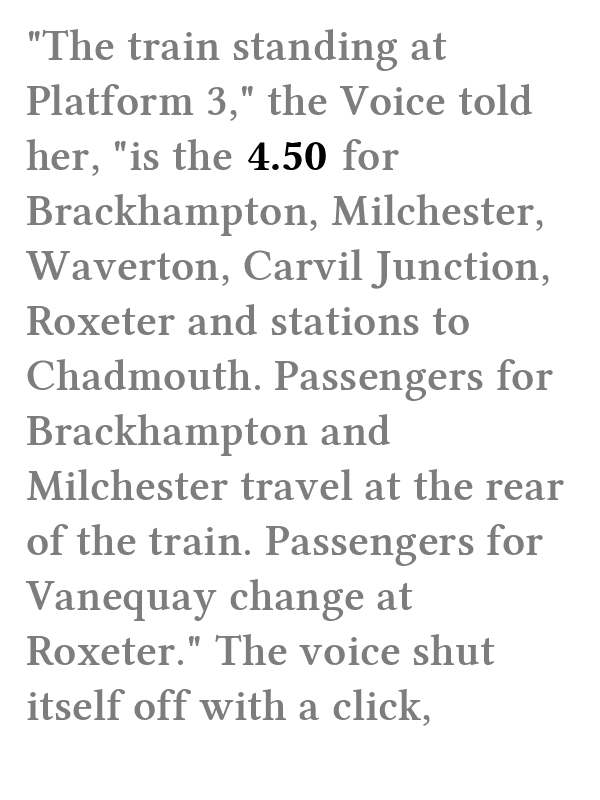 "The train standing at
Platform 3," the Voice told
her, "is the 4.50 for
Brackhampton, Milchester,
Waverton, Carvil Junction,
Roxeter and stations to
Chadmouth. Passengers for
Brackhampton and
Milchester travel at the rear
of the train. Passengers for
Vanequay change at
Roxeter." The voice shut
itself off with a click,